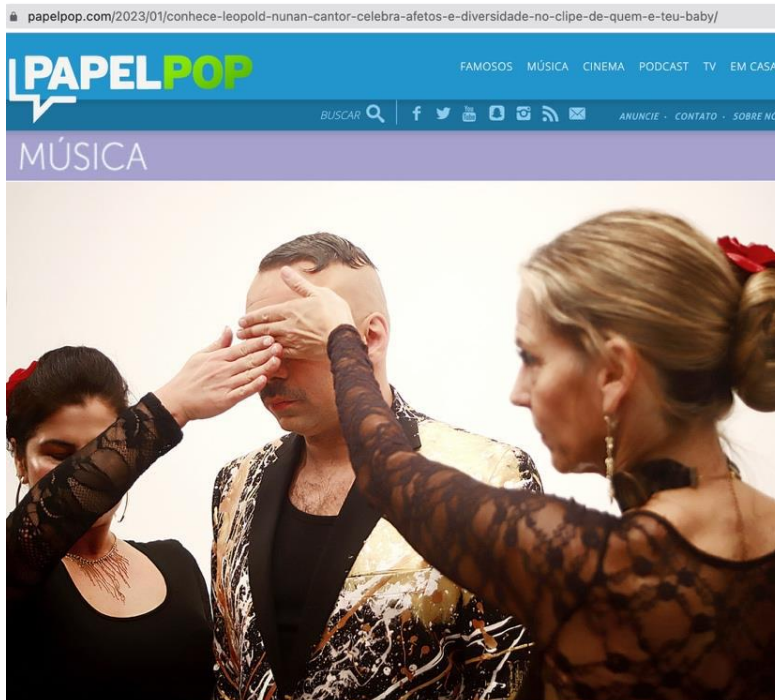 papelpop.com/2023/01/conhece-leopold-nunan-cantor-celebra-afetos-e-diversidade-no-clipe-de-quem-e-teu-baby/
PAPELPOP
FAMOSOS MÚSICA CINEMA PODCAST TV EM CASA
BUSCAR
ANUNCIE - CONTATO - SOBRE NÓ
MÚSICA